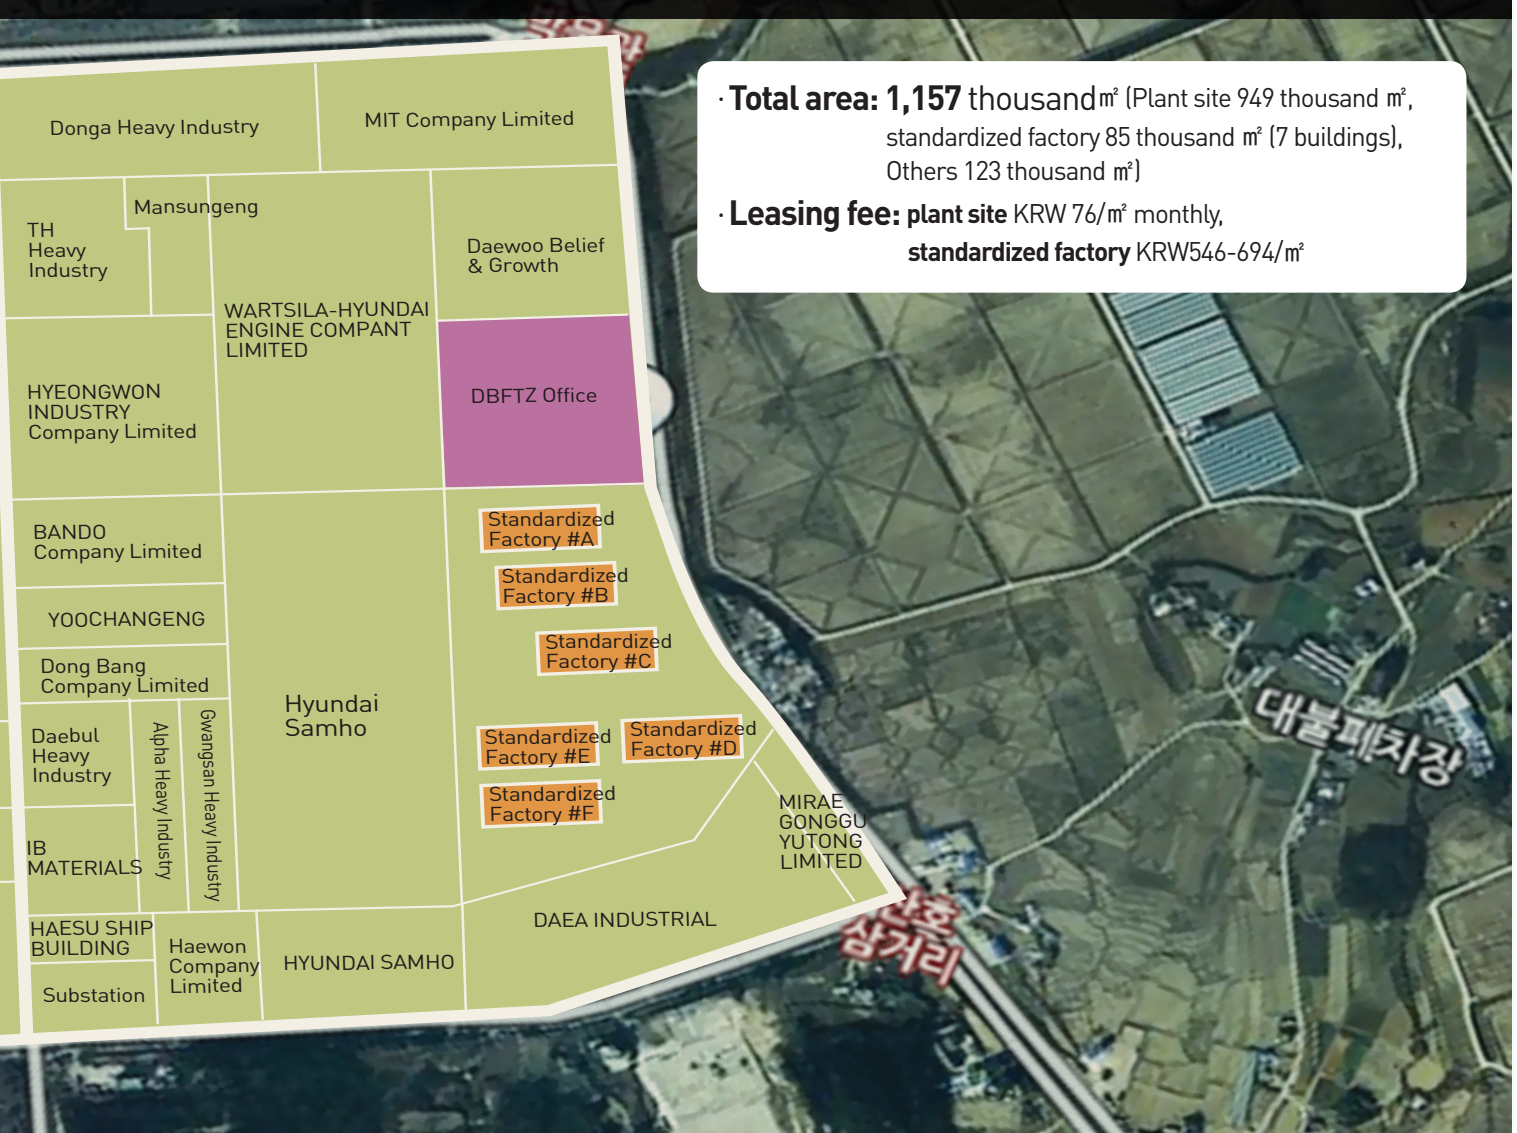 · Total area: 1,157 thousand㎡ (Plant site 949 thousand ㎡,
standardized factory 85 thousand ㎡ (7 buildings),
Others 123 thousand ㎡)
· Leasing fee: plant site KRW 76/㎡ monthly,
standardized factory KRW546-694/㎡
Donga Heavy Industry
MIT Company Limited
Mansungeng
TH
Heavy
Industry
Daewoo Belief
& Growth
WARTSILA-HYUNDAI
ENGINE COMPANT
LIMITED
HYEONGWON
INDUSTRY
Company Limited
DBFTZ Office
BANDO
Company Limited
YOOCHANGENG
Dong Bang
Company Limited
Daebul
Heavy
Industry
Alpha Heavy Industry
Gwangsan Heavy Industry
Hyundai
Samho
Standardized
Factory #A
Standardized
Factory #B
Standardized
Factory #C
Standardized
Factory #D
Standardized
Factory #E
Standardized
Factory #F
MIRAE
GONGGU
YUTONG
LIMITED
IB
MATERIALS
HAESU SHIP
BUILDING
Substation
Haewon
Company
Limited
HYUNDAI SAMHO
DAEA INDUSTRIAL
대불폐차장
삼거리